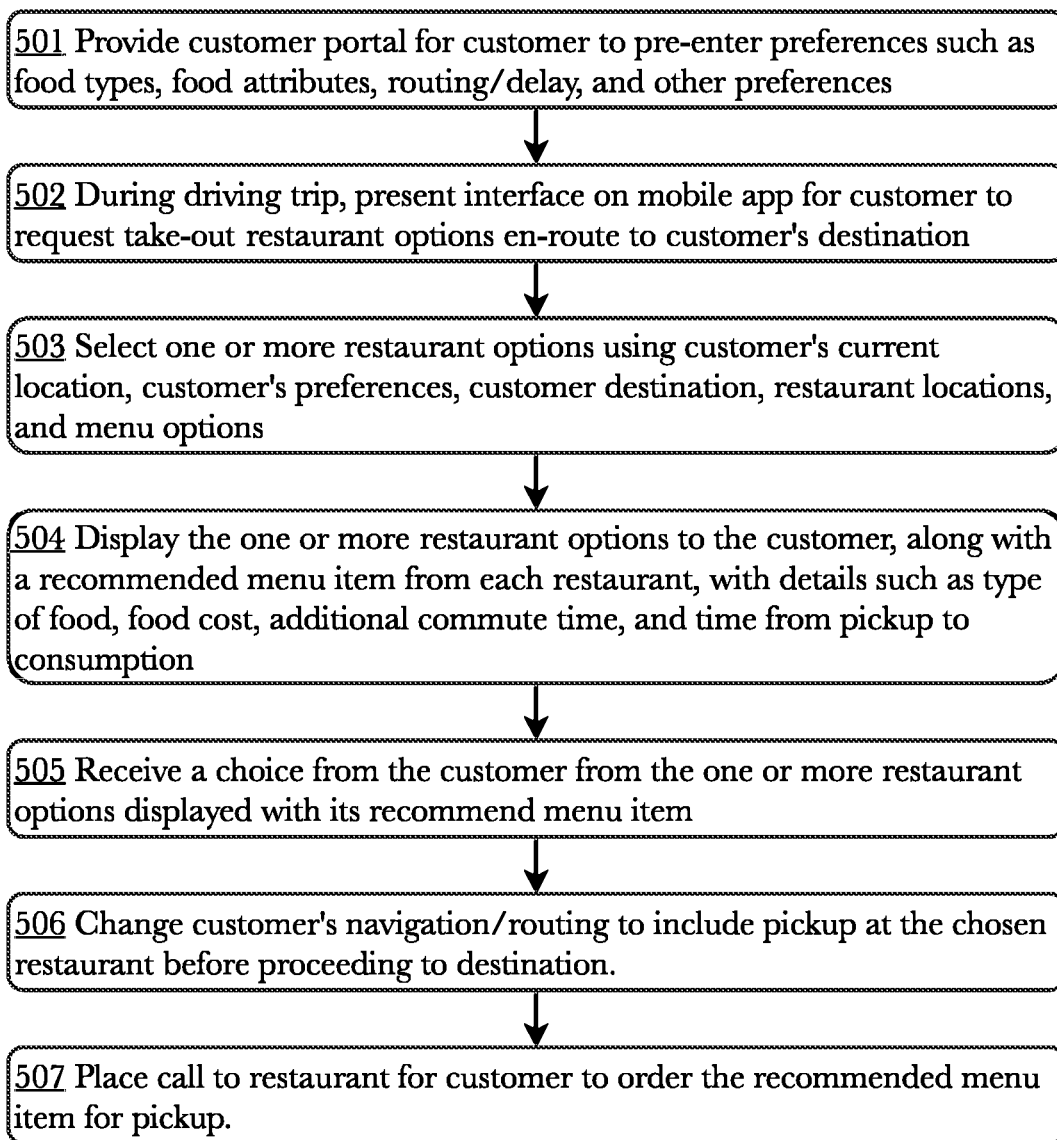 501 Provide customer portal for customer to pre-enter preferences such as
food types, food attributes, routing/delay, and other preferences
502 During driving trip, present interface on mobile app for customer to
request take-out restaurant options en-route to customer's destination
503 Select one or more restaurant options using customer's current
location, customer's preferences, customer destination, restaurant locations,
and menu options
504 Display the one or more restaurant options to the customer, along with
a recommended menu item from each restaurant, with details such as type
of food, food cost, additional commute time, and time from pickup to
consumption
505 Receive a choice from the customer from the one or more restaurant
options displayed with its recommend menu item
506 Change customer's navigation/routing to include pickup at the chosen
restaurant before proceeding to destination.
507 Place call to restaurant for customer to order the recommended menu
item for pickup.